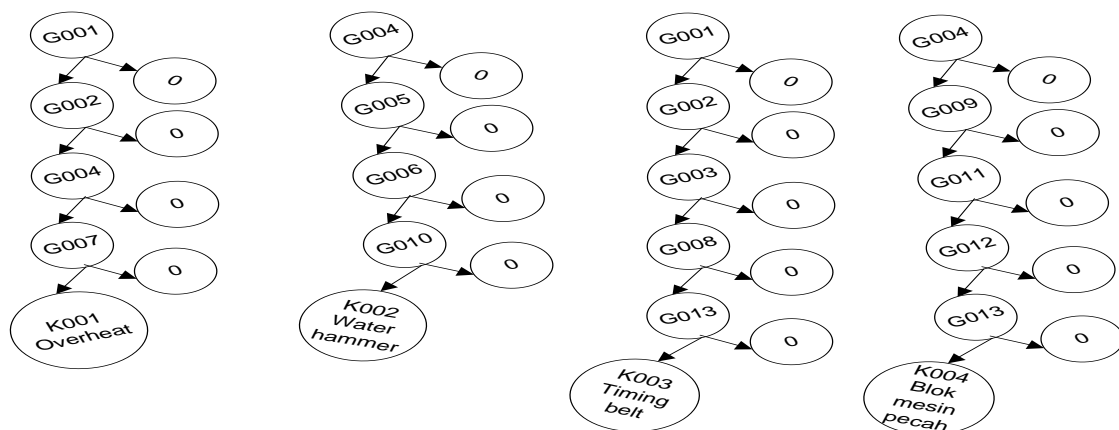 G001
0
G002
0
G004
0
G007
0
K001
Overheat
G004
0
G005
0
G006
0
G010
0
K002
Water
hammer
G001
0
G002
0
G003
0
G008
0
G013
0
K003
Timing
belt
G004
0
G009
0
G011
0
G012
0
G013
0
K004
Blok
mesin
pecah